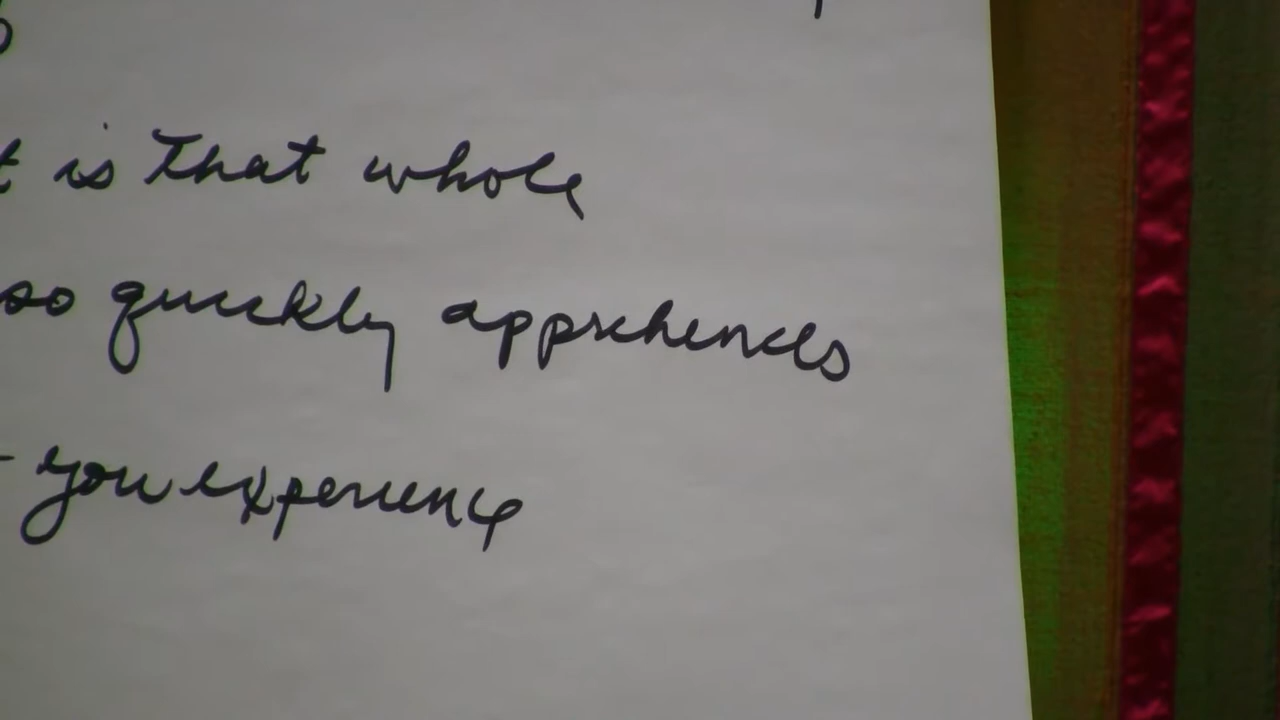 t is that whole
so quickly apprehends
- you experience